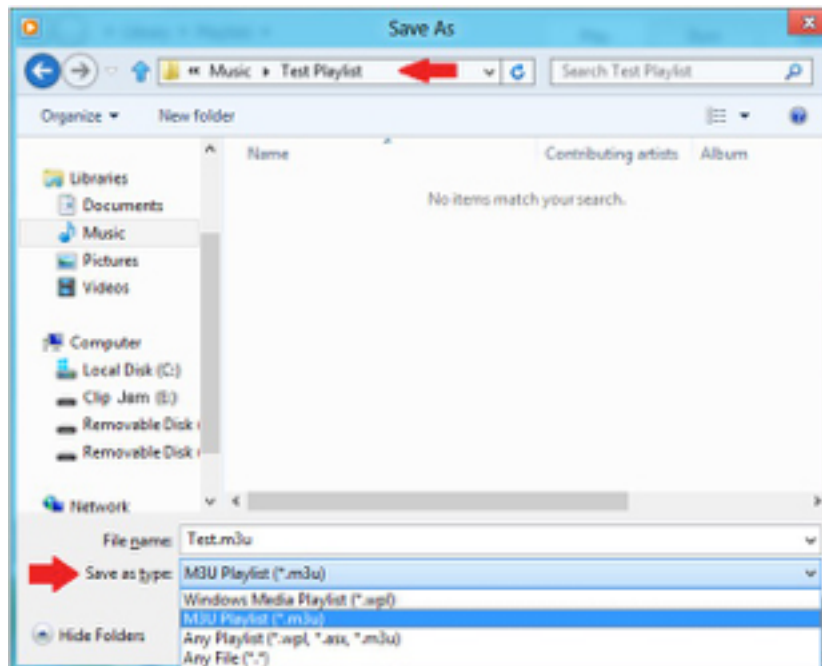 Save As
« Music ▸ Test Playlist
Search Test Playlist
Organize
New folder
Name
Contributing artists
Album
No items match your search.
Libraries
Documents
Music
Pictures
Videos
Computer
Local Disk (C:)
Clip Jam (E:)
Removable Disk
Removable Disk
Network
File name: Test.m3u
Save as type: M3U Playlist (*.m3u)
Windows Media Playlist (*.wpl)
M3U Playlist (*.m3u)
Any Playlist (*.wpl, *.asx, *.m3u)
Any File (*.*)
Hide Folders